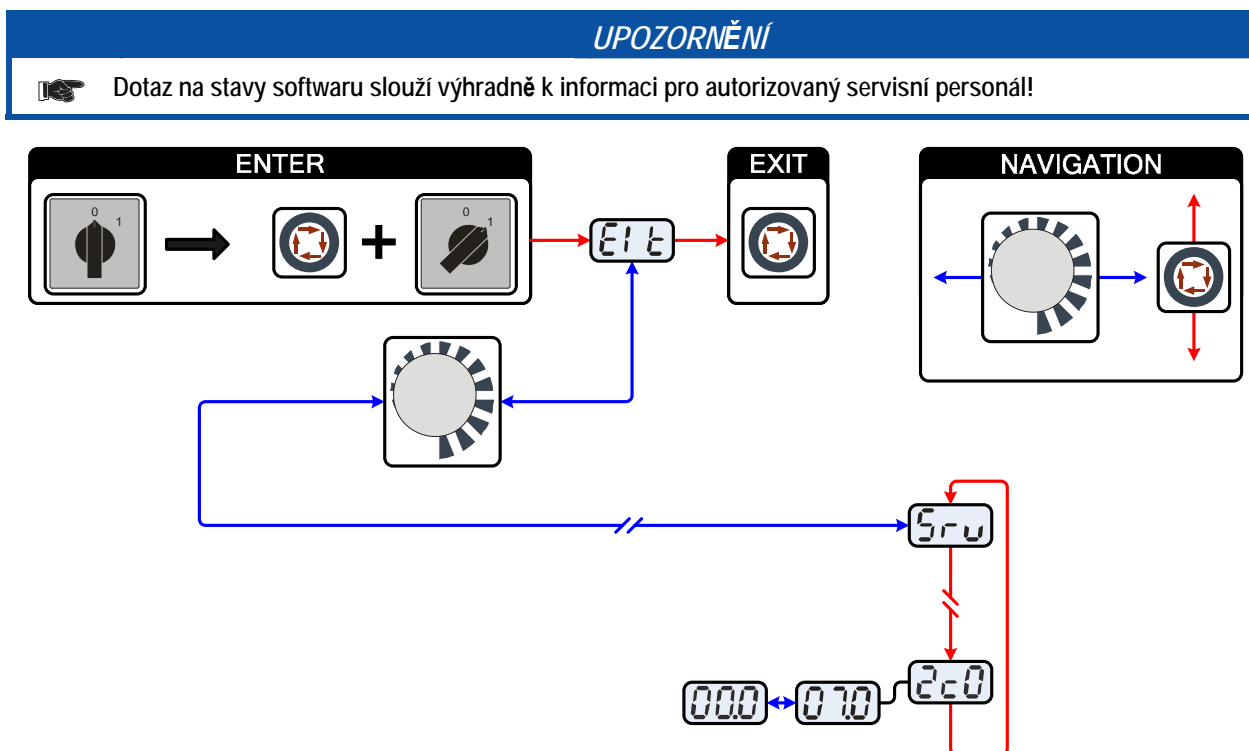 UPOZORNĚNÍ
Dotaz na stavy softwaru slouží výhradně k informaci pro autorizovaný servisní personál!
ENTER
EXIT
NAVIGATION
0
1
0
1
EIt
Srv
2c0
00.0
07.0